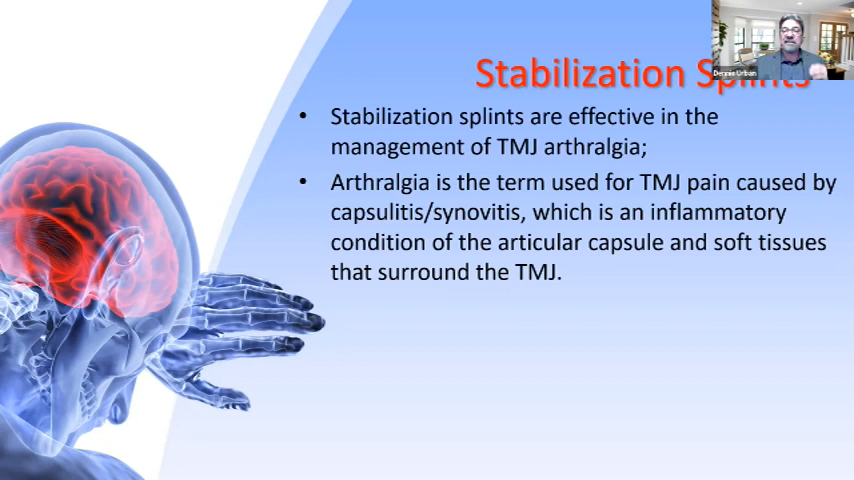 Stabilization Splints
Dennis Urban
• Stabilization splints are effective in the
management of TMJ arthralgia;
• Arthralgia is the term used for TMJ pain caused by
capsulitis/synovitis, which is an inflammatory
condition of the articular capsule and soft tissues
that surround the TMJ.